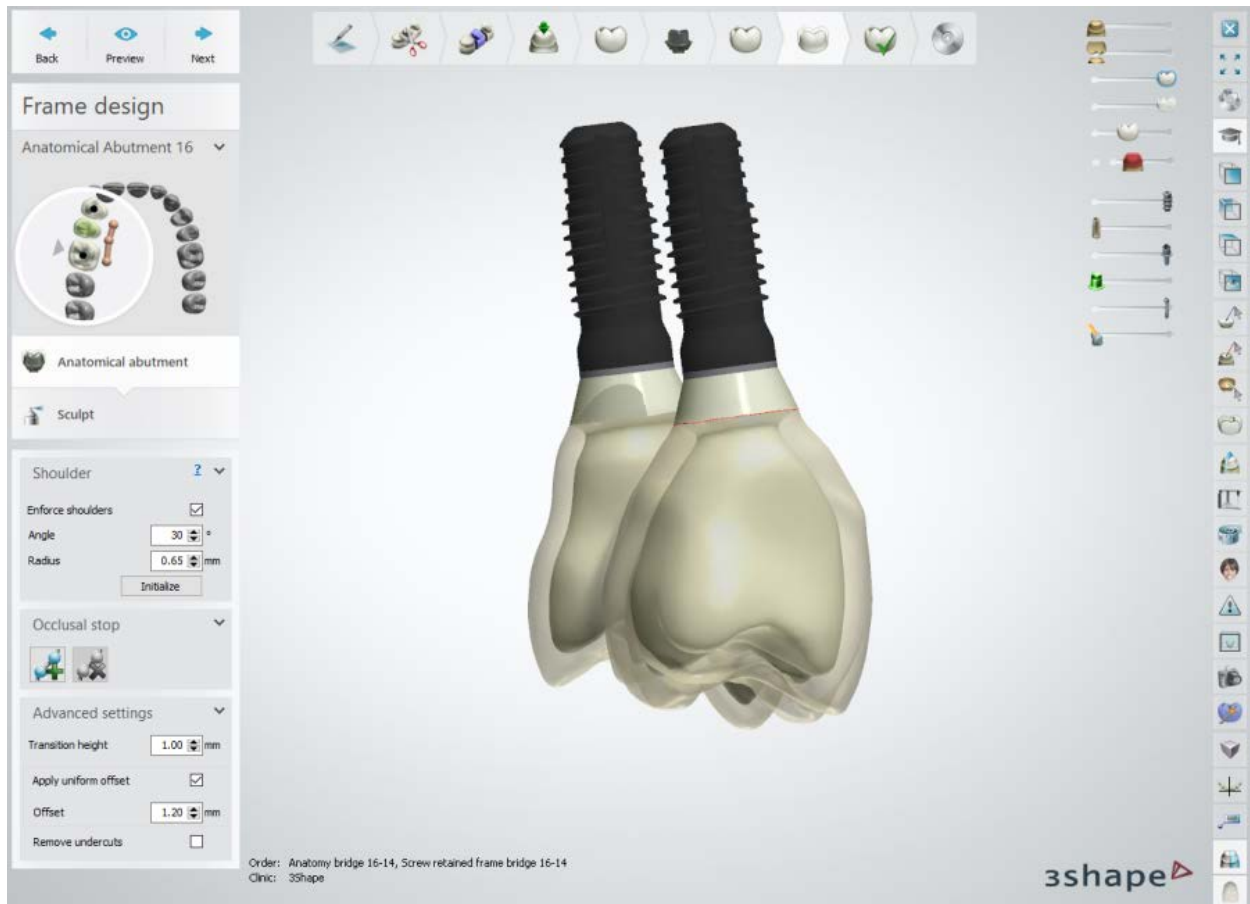 Back Preview Next
Frame design
Anatomical Abutment 16
Anatomical abutment
Sculpt
Shoulder ?
Enforce shoulders
Angle 30 °
Radius 0.65 mm
Initialize
Occlusal stop
Advanced settings
Transition height 1.00 mm
Apply uniform offset
Offset 1.20 mm
Remove undercuts
Order: Anatomy bridge 16-14, Screw retained frame bridge 16-14
Clinic: 3Shape
3shape